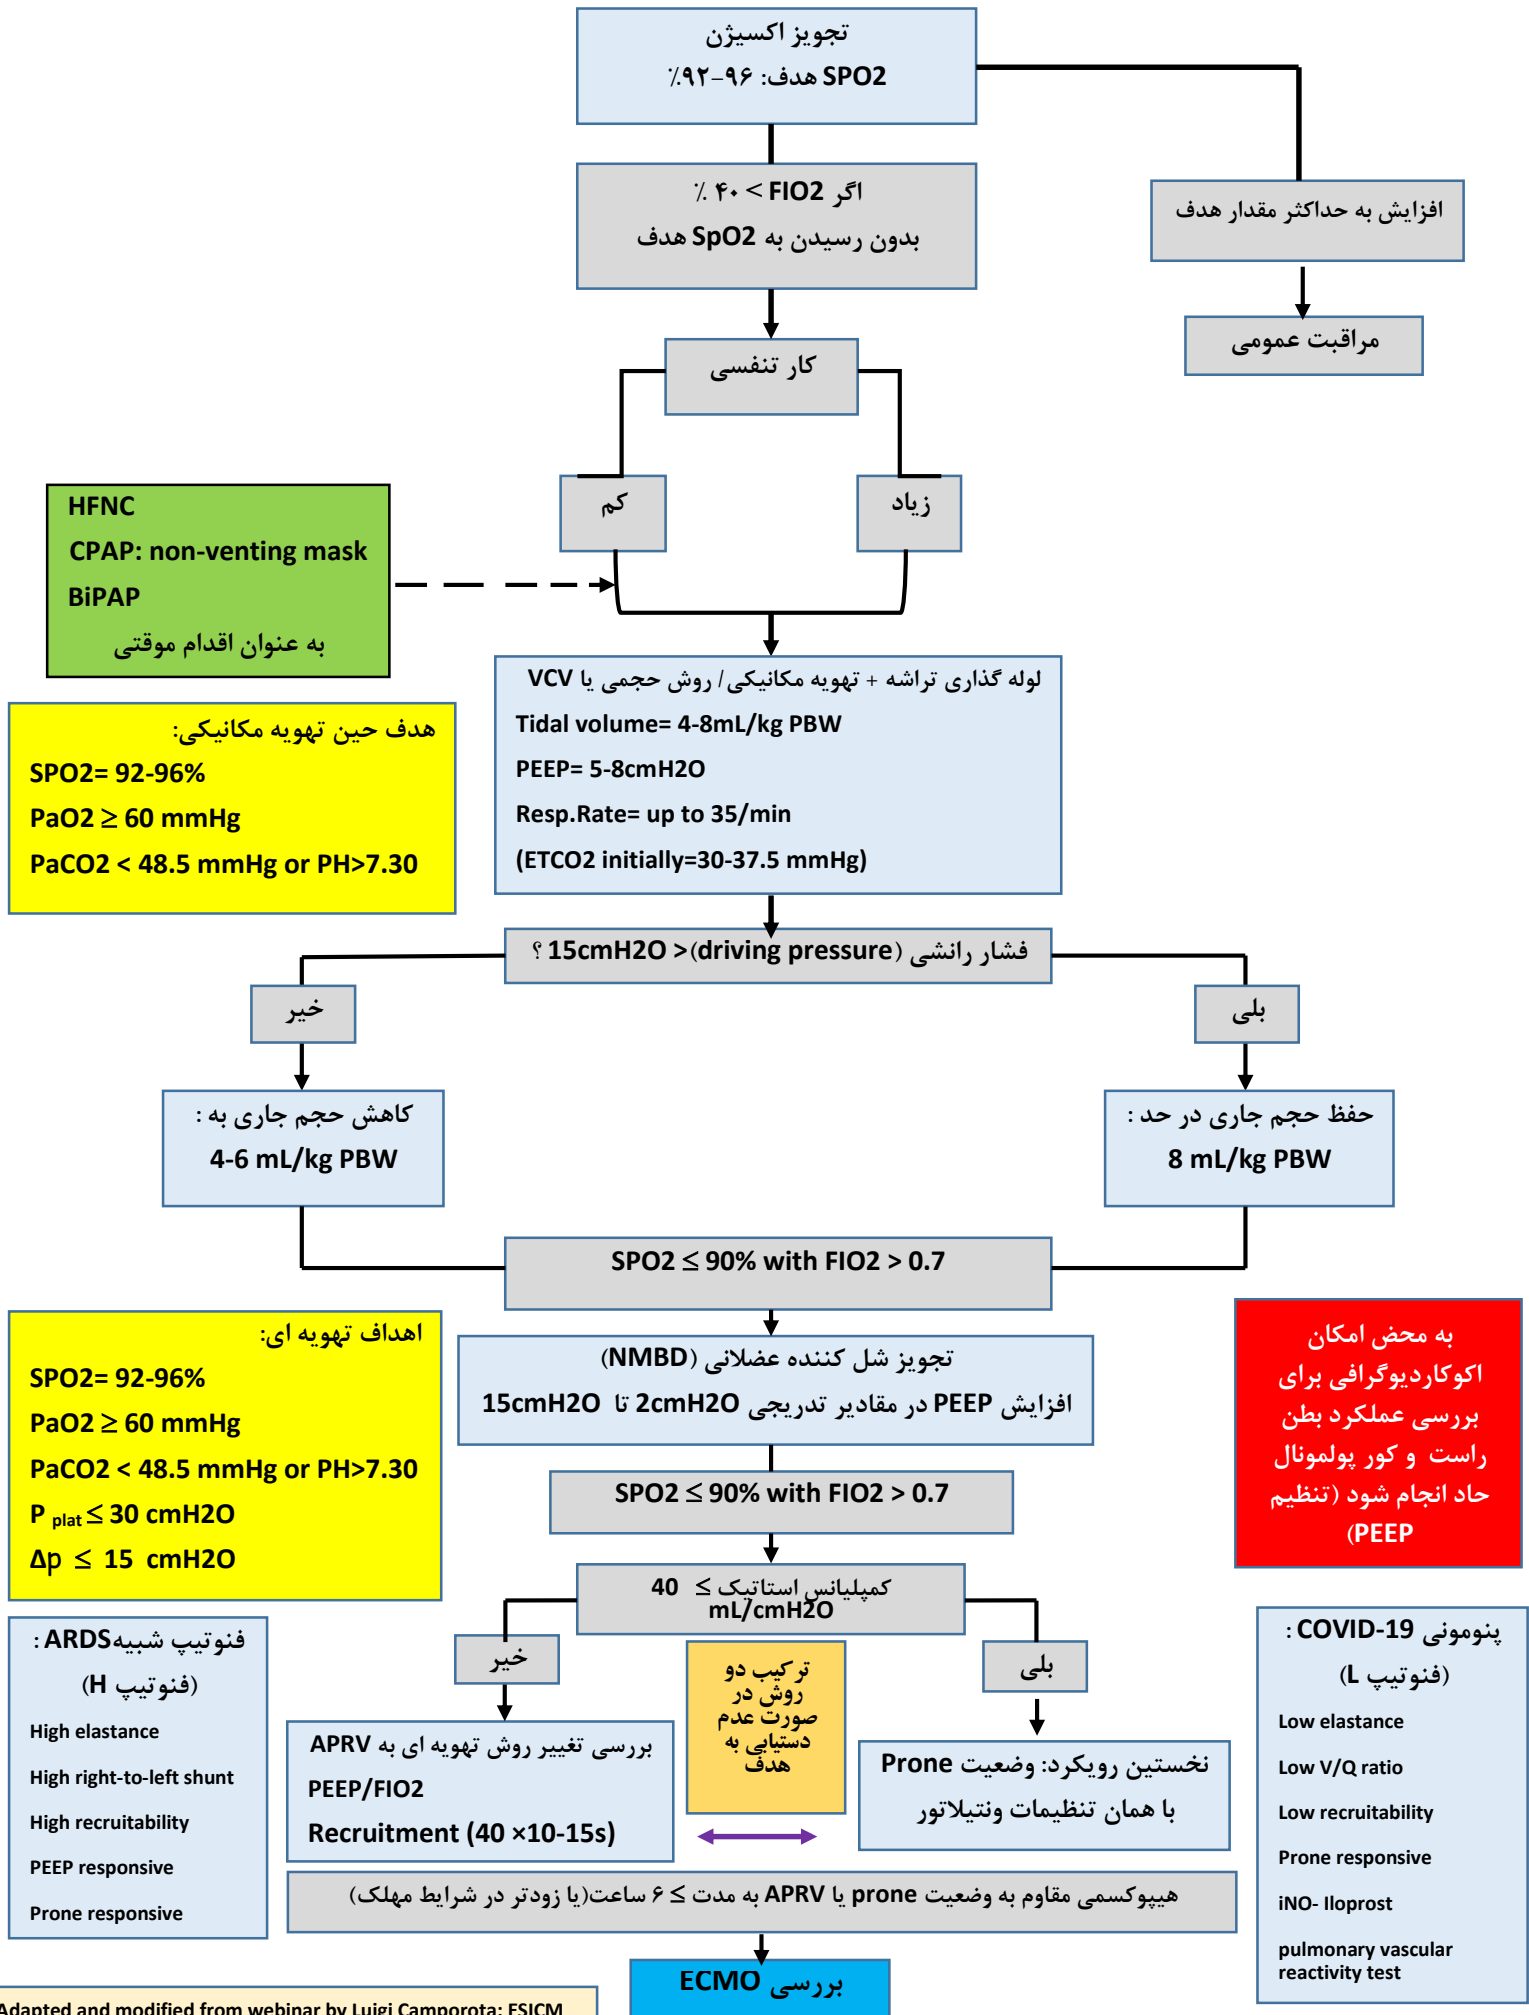 تجویز اکسیژن
SPO2 هدف: ۹۶-۹۲٪
اگر FIO2 > ۴۰ ٪
بدون رسیدن به SpO2 هدف
افزایش به حداکثر مقدار هدف
مراقبت عمومی
کار تنفسی
کم
زیاد
HFNC
CPAP: non-venting mask
BiPAP
به عنوان اقدام موقتی
لوله گذاری تراشه + تهویه مکانیکی/ روش حجمی یا VCV
Tidal volume= 4-8mL/kg PBW
PEEP= 5-8cmH2O
Resp.Rate= up to 35/min
(ETCO2 initially=30-37.5 mmHg)
هدف حین تهویه مکانیکی:
SPO2= 92-96%
PaO2 ≥ 60 mmHg
PaCO2 < 48.5 mmHg or PH>7.30
فشار رانشی (driving pressure)< 15cmH2O ؟
خیر
بلی
کاهش حجم جاری به :
4-6 mL/kg PBW
حفظ حجم جاری در حد :
8 mL/kg PBW
SPO2 ≤ 90% with FIO2 > 0.7
تجویز شل کننده عضلانی (NMBD)
افزایش PEEP در مقادیر تدریجی 2cmH2O تا 15cmH2O
اهداف تهویه ای:
SPO2= 92-96%
PaO2 ≥ 60 mmHg
PaCO2 < 48.5 mmHg or PH>7.30
P plat ≤ 30 cmH2O
Δp ≤ 15 cmH2O
به محض امکان
اکوکاردیوگرافی برای
بررسی عملکرد بطن
راست و کور پولمونال
حاد انجام شود (تنظیم
PEEP)
SPO2 ≤ 90% with FIO2 > 0.7
کمپلیانس استاتیک ≥ 40
mL/cmH2O
خیر
بلی
فنوتیپ شبیه ARDS :
(فنوتیپ H)
High elastance
High right-to-left shunt
High recruitability
PEEP responsive
Prone responsive
بررسی تغییر روش تهویه ای به APRV
PEEP/FIO2
Recruitment (40 ×10-15s)
ترکیب دو
روش در
صورت عدم
دستیابی به
هدف
نخستین رویکرد: وضعیت Prone
با همان تنظیمات ونتیلاتور
پنومونی COVID-19 :
(فنوتیپ L)
Low elastance
Low V/Q ratio
Low recruitability
Prone responsive
iNO- Iloprost
pulmonary vascular
reactivity test
هیپوکسمی مقاوم به وضعیت prone یا APRV به مدت ≥ ۶ ساعت(یا زودتر در شرایط مهلک)
بررسی ECMO
Adapted and modified from webinar by Luigi Camporota; ESICM